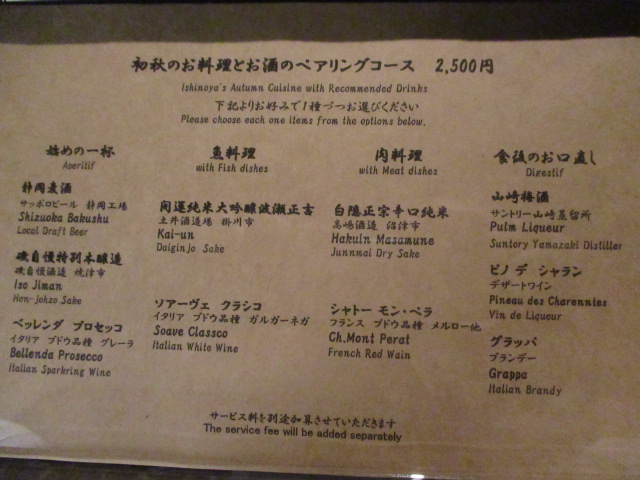 初秋のお料理とお酒のペアリングコース 2,500円
Ishinoya's Autumn Cuisine with Recommended Drinks
下記よりお好みで1種づつお選びください
Please choose each one items from the options below.
始めの一杯
Aperitif
静岡麦酒
サッポロビール 静岡工場
Shizuoka Bakushu
Local Draft Beer
磯自慢特別本醸造
磯自慢酒造 焼津市
Iso Jiman
Hon-johzo Sake
ベッレンダ プロセッコ
イタリア ブドウ品種 グレーラ
Bellenda Prosecco
Italian Sparkring Wine
魚料理
with Fish dishes
開運純米大吟醸波瀬正吉
土井酒造場 掛川市
Kai-un
Daiginjo Sake
ソアーヴェ クラシコ
イタリア ブドウ品種 ガルガーネガ
Soave Classco
Italian White Wine
肉料理
with Meat dishes
白隠正宗辛口純米
高嶋酒造 沼津市
Hakuin Masamune
Junnmai Dry Sake
シャトー モン・ペラ
フランス ブドウ品種 メルロー他
Ch.Mont Perat
French Red Wain
食後のお口直し
Digestif
山崎梅酒
サントリー山崎蒸留所
Pulm Liqueur
Suntory Yamazaki Distiller
ピノ デ シャラン
デザートワイン
Pineau des Charentes
Vin de Liqueur
グラッパ
ブランデー
Grappa
Italian Brandy
サービス料を別途加算させていただきます
The service fee will be added separately